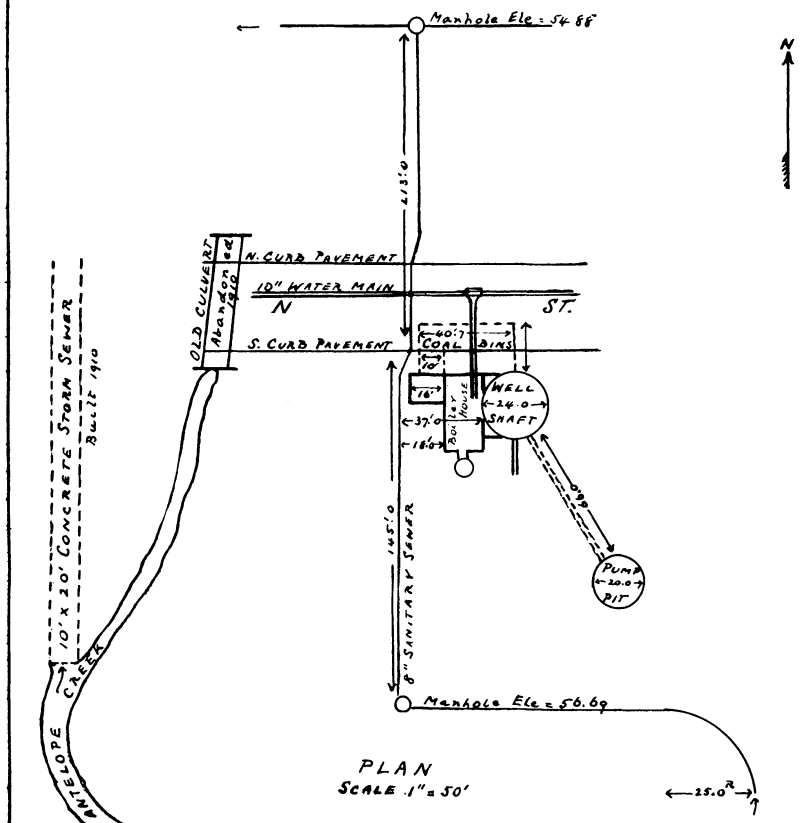 Manhole Ele = 54.88
N
213'.0
OLD CULVERT
Abandoned
1910
N. CURB PAVEMENT
10" WATER MAIN
N ST.
S. CURB PAVEMENT
40'.7
COAL BINS
10'
16'
Boiler
HOUSE
37'.0
18'.0
WELL
24.0
SHAFT
66'.0
PUMP
20.0
PIT
145'.0
8" SANITARY SEWER
10' x 20' CONCRETE STORM SEWER
Built 1910
ANTELOPE CREEK
Manhole Ele = 56.69
PLAN
SCALE .1" = 50'
25.0R